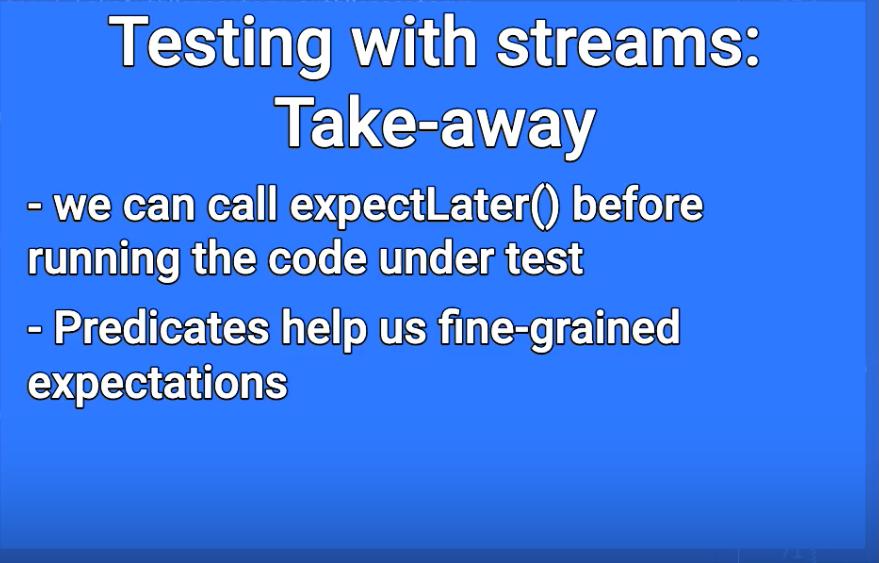 Testing with streams:
Take-away
- we can call expectLater() before
running the code under test
- Predicates help us fine-grained
expectations